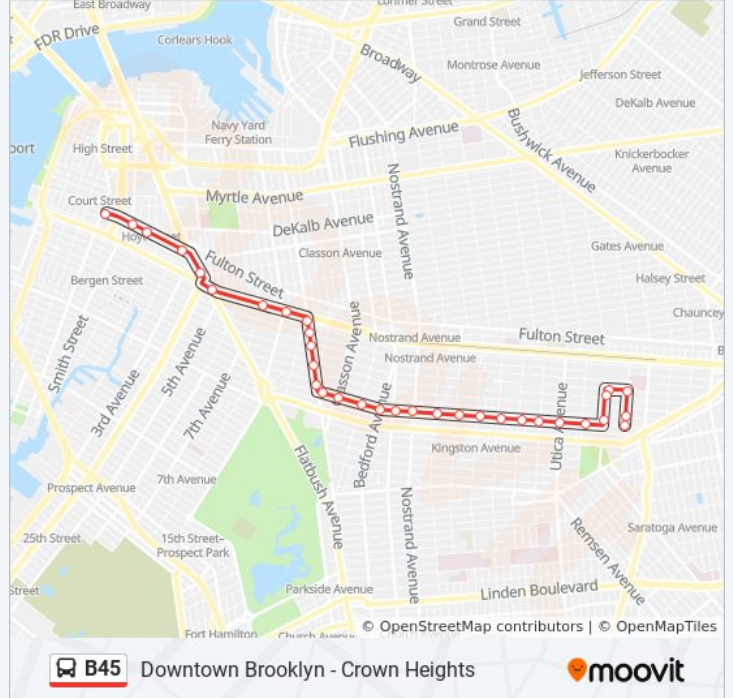 East Broadway
Lorimer Street
Grand Street
FDR Drive
Corlears Hook
Broadway
Montrose Avenue
Jefferson Street
DeKalb Avenue
Navy Yard
Ferry Station
Flushing Avenue
Bushwick Avenue
port
High Street
Knickerbocker
Avenue
Court Street
Myrtle Avenue
Nostrand Avenue
DeKalb Avenue
Gates Avenue
Classon Avenue
Fulton Street
Bergen Street
Halsey Street
Chauncey
Smith Street
5th Avenue
Classon Avenue
Nostrand Avenue
Fulton Street
B
Nostrand Avenue
3rd Avenue
7th Avenue
Bedford Avenue
Utica Avenue
Kingston Avenue
Flatbush Avenue
Prospect Avenue
7th Avenue
Nostrand Avenue
25th Street
15th Street–
Prospect Park
Remsen Avenue
Saratoga Avenue
Street
Parkside Avenue
Linden Boulevard
Fort Hamilton
Church Avenue
© OpenStreetMap contributors | © OpenMapTiles
B45 Downtown Brooklyn - Crown Heights
moovit